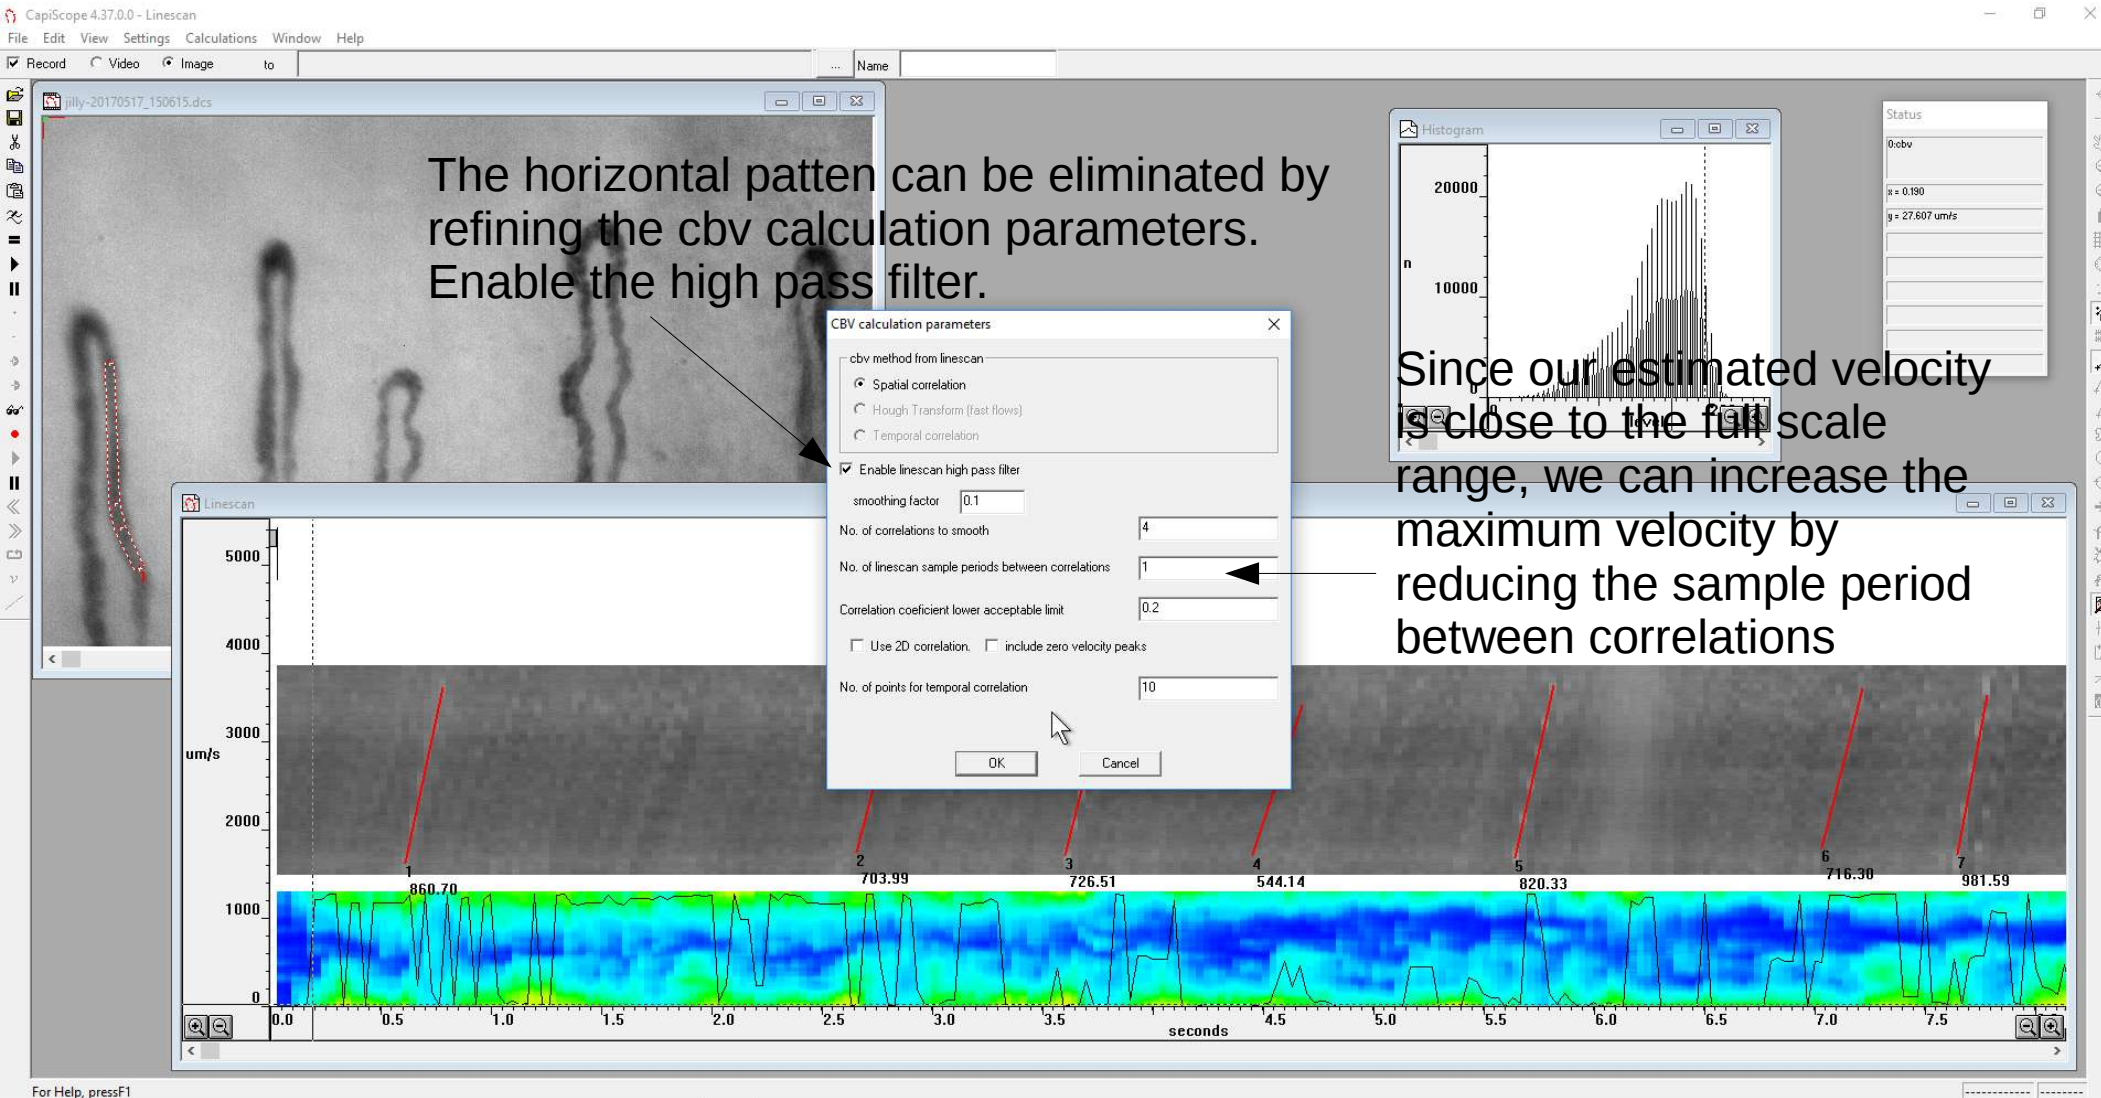 CapiScope 4.37.0.0 - Linescan
File Edit View Settings Calculations Window Help
Record Video Image to ... Name
jilly-20170517_150615.dcs
The horizontal patten can be eliminated by
refining the cbv calculation parameters.
Enable the high pass filter.
Histogram
20000
n
10000
0
0
level
Status
0:cbv
x = 0.190
y = 27.607 um/s
Since our estimated velocity
is close to the full scale
range, we can increase the
maximum velocity by
reducing the sample period
between correlations
CBV calculation parameters
cbv method from linescan
Spatial correlation
Hough Transform (fast flows)
Temporal correlation
Enable linescan high pass filter
smoothing factor 0.1
No. of correlations to smooth 4
No. of linescan sample periods between correlations 1
Correlation coeficient lower acceptable limit 0.2
Use 2D correlation. include zero velocity peaks
No. of points for temporal correlation 10
OK Cancel
Linescan
5000
4000
3000
um/s
2000
1000
0
1 2 3 4 5 6 7
860.70 703.99 726.51 544.14 820.33 716.30 981.59
0.0 0.5 1.0 1.5 2.0 2.5 3.0 3.5 4.5 5.0 5.5 6.0 6.5 7.0 7.5
seconds
For Help, pressF1